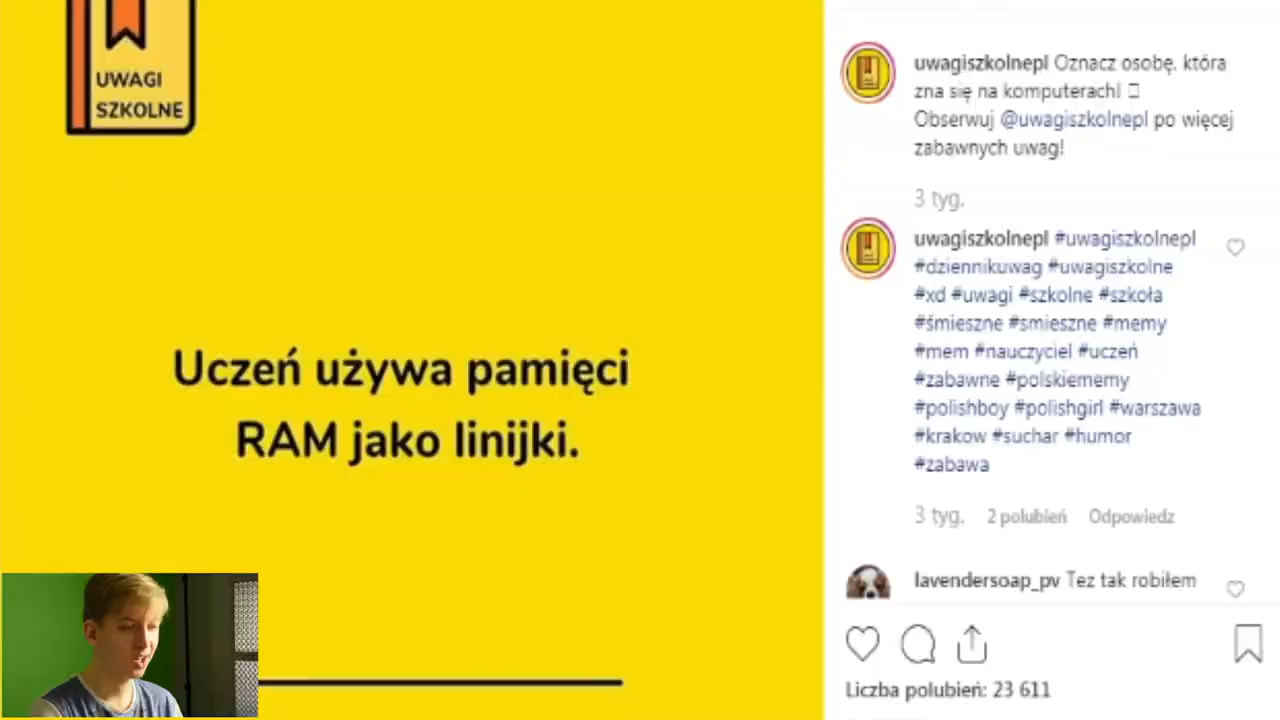 UWAGI
SZKOLNE
Uczeń używa pamięci
RAM jako linijki.
uwagiszkolnepl Oznacz osobę, która
zna się na komputerach!
Obserwuj @uwagiszkolnepl po więcej
zabawnych uwag!
3 tyg.
uwagiszkolnepl #uwagiszkolnepl
#dziennikuwag #uwagiszkolne
#xd #uwagi #szkolne #szkoła
#śmieszne #smieszne #memy
#mem #nauczyciel #uczeń
#zabawne #polskiememy
#polishboy #polishgirl #warszawa
#krakow #suchar #humor
#zabawa
3 tyg. 2 polubień Odpowiedz
lavendersoap_pv Tez tak robiłem
Liczba polubień: 23 611